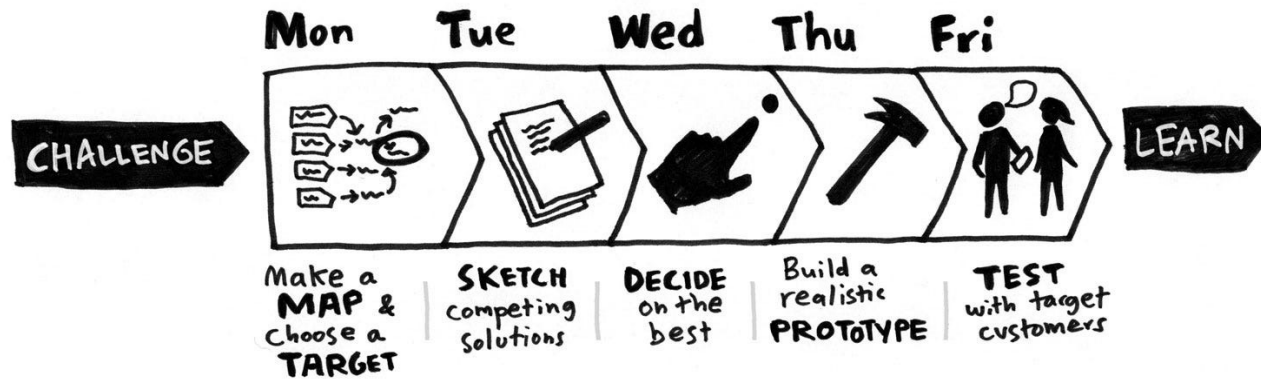 Mon Tue Wed Thu Fri
CHALLENGE
LEARN
Make a
MAP &
choose a
TARGET
SKETCH
competing
solutions
DECIDE
on the
best
Build a
realistic
PROTOTYPE
TEST
with target
customers